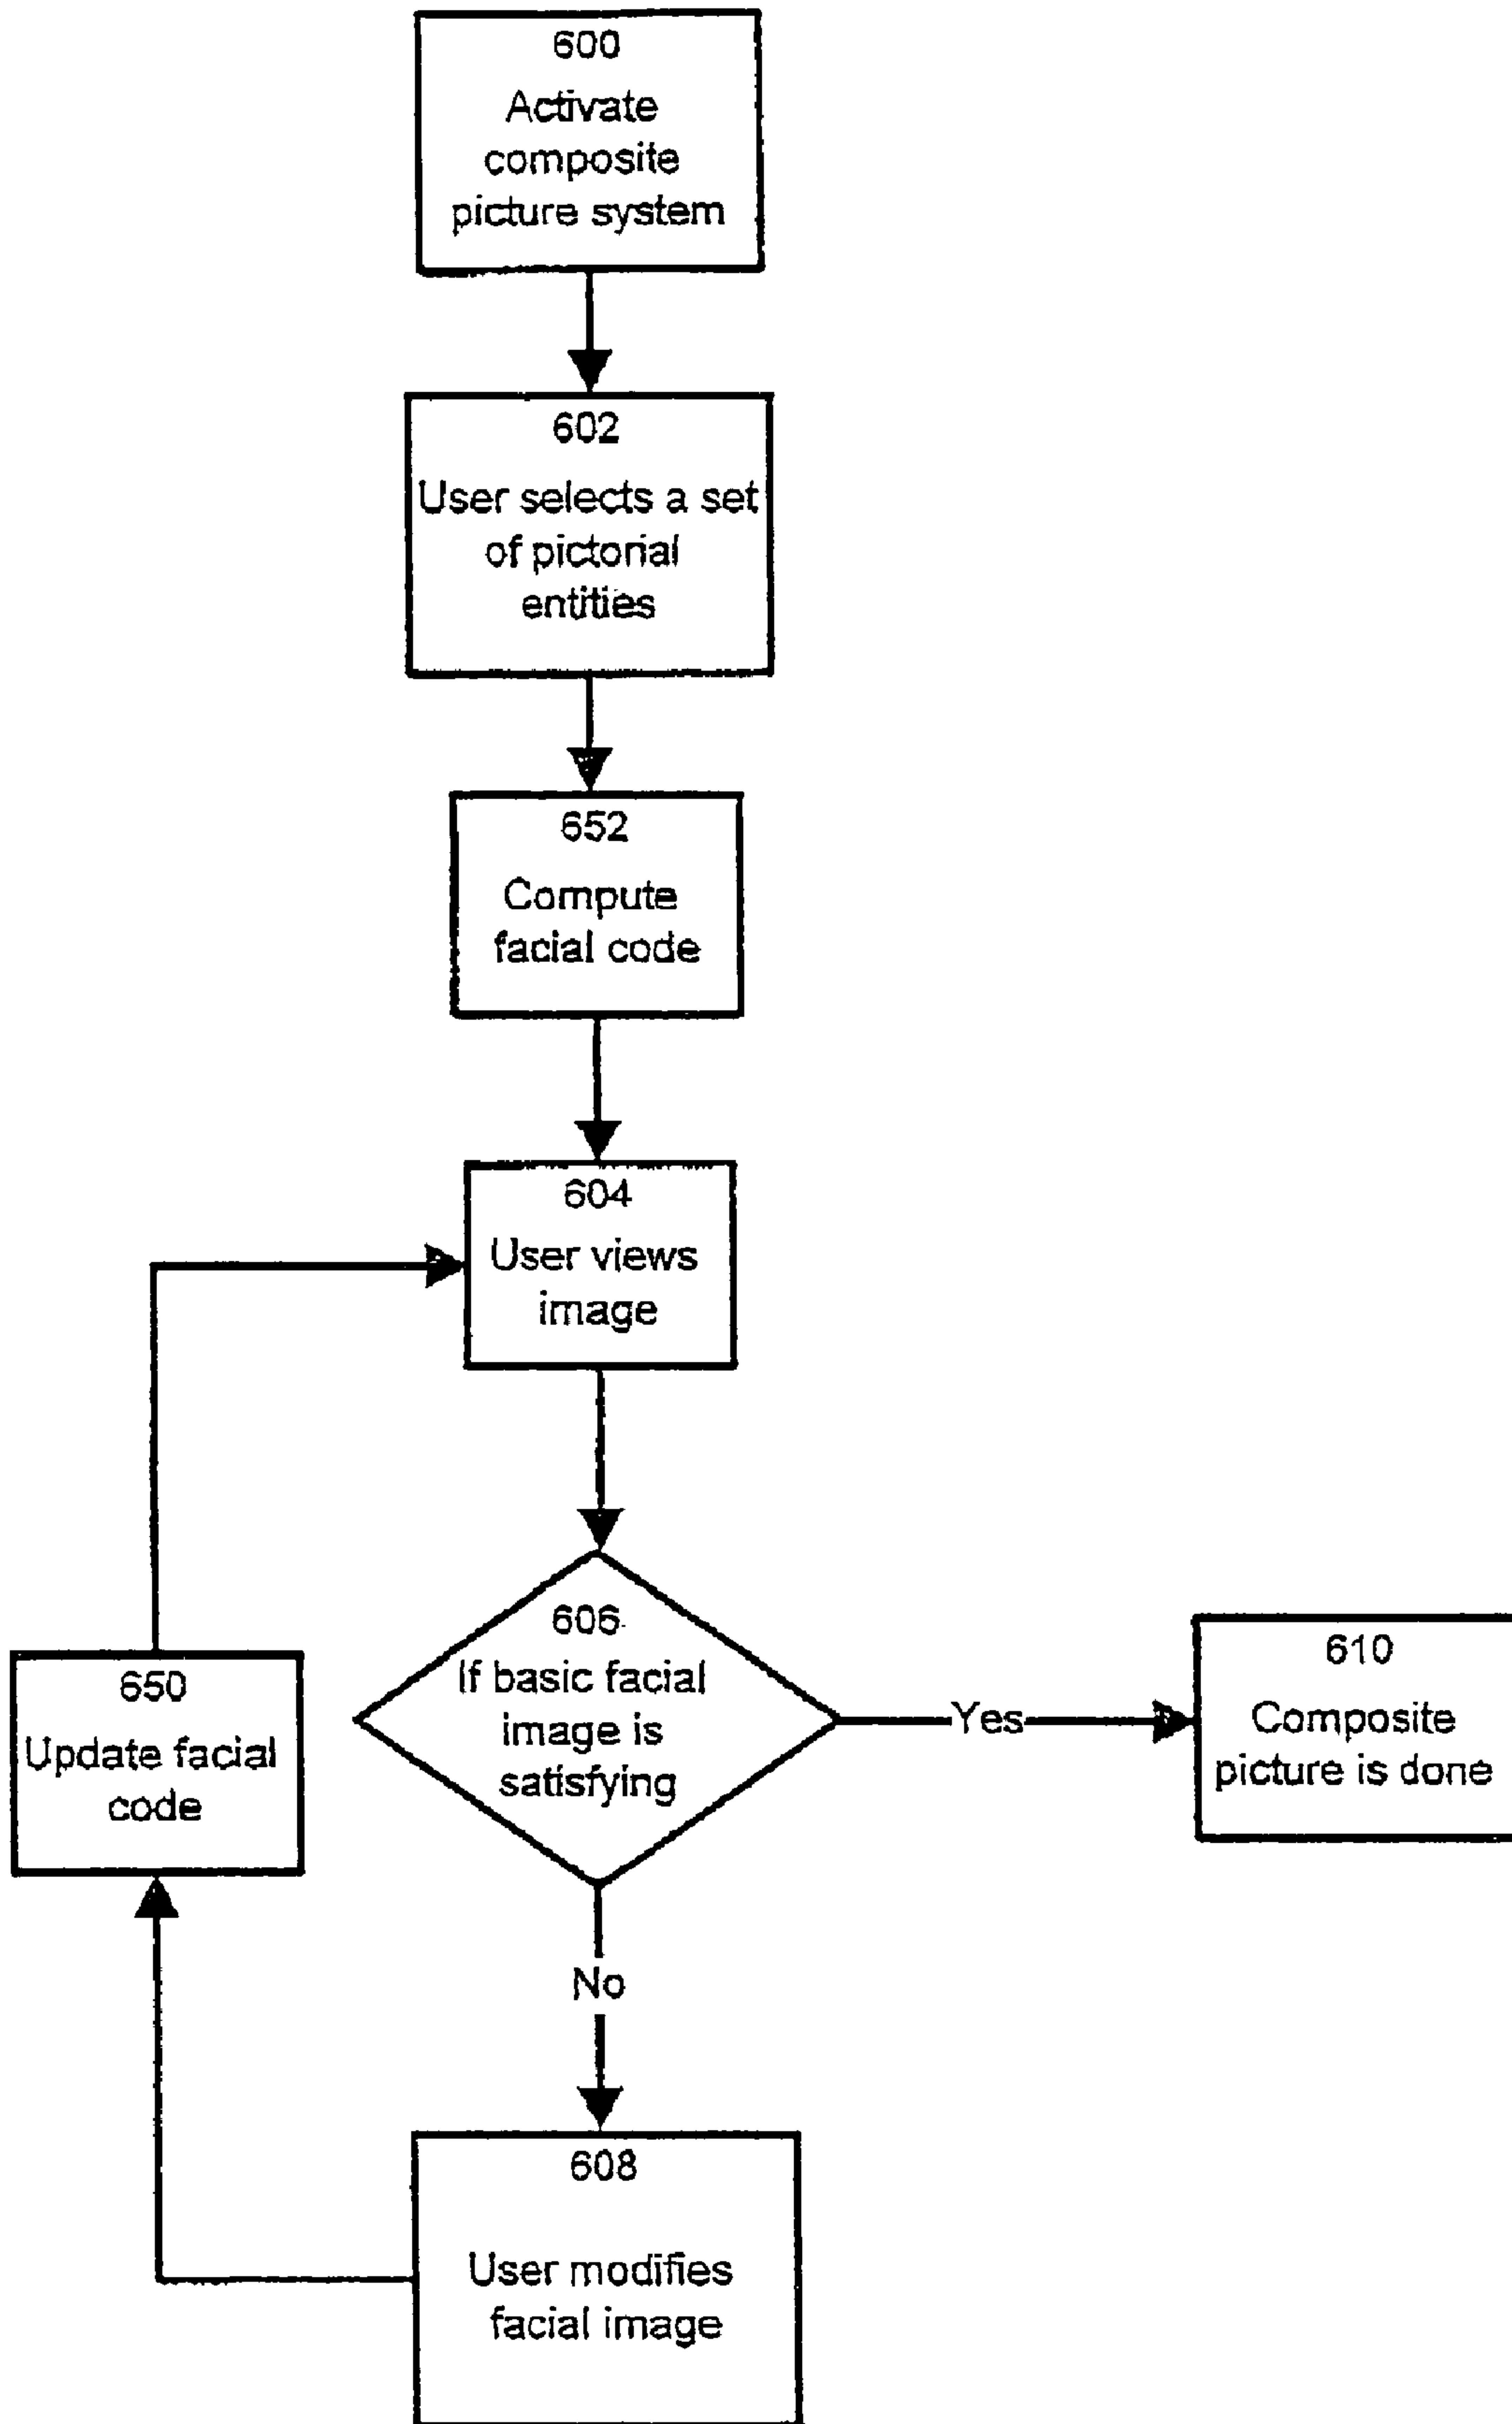 600
Activate
composite
picture system
602
User selects a set
of pictorial
entities
652
Compute
facial code
604
User views
image
606
If basic facial
image is
satisfying
Yes
610
Composite
picture is done
650
Update facial
code
No
608
User modifies
facial image